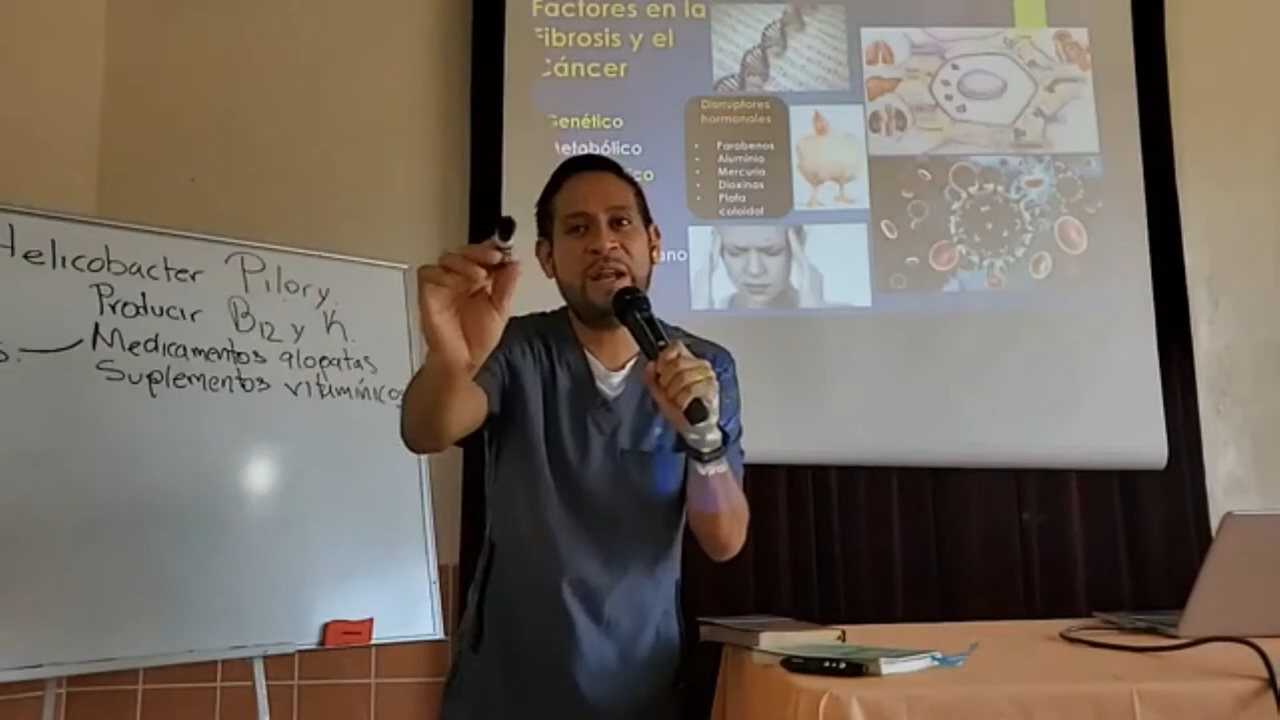 Helicobacter Pilory.
Producir B12 y K.
Medicamentos alopatas
Suplementos vitamínicos
Factores en la
Fibrosis y el
Cáncer
Genético
Metabólico
Disruptores
hormonales
• Parabenos
• Aluminio
• Mercurio
• Dioxinas
• Plata
coloidal